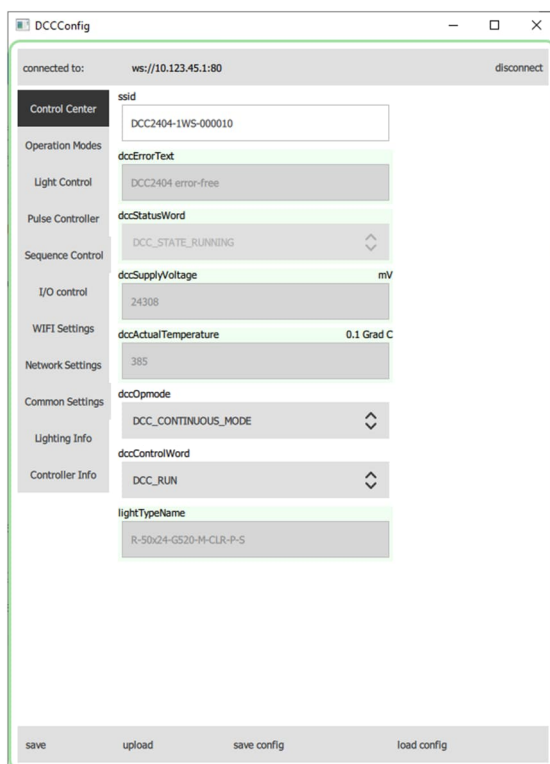 DCCConfig
connected to: ws://10.123.45.1:80 disconnect
Control Center
Operation Modes
Light Control
Pulse Controller
Sequence Control
I/O control
WIFI Settings
Network Settings
Common Settings
Lighting Info
Controller Info
ssid
DCC2404-1WS-000010
dccErrorText
DCC2404 error-free
dccStatusWord
DCC_STATE_RUNNING
dccSupplyVoltage mV
24308
dccActualTemperature 0.1 Grad C
385
dccOpmode
DCC_CONTINUOUS_MODE
dccControlWord
DCC_RUN
lightTypeName
R-50x24-G520-M-CLR-P-S
save upload save config load config